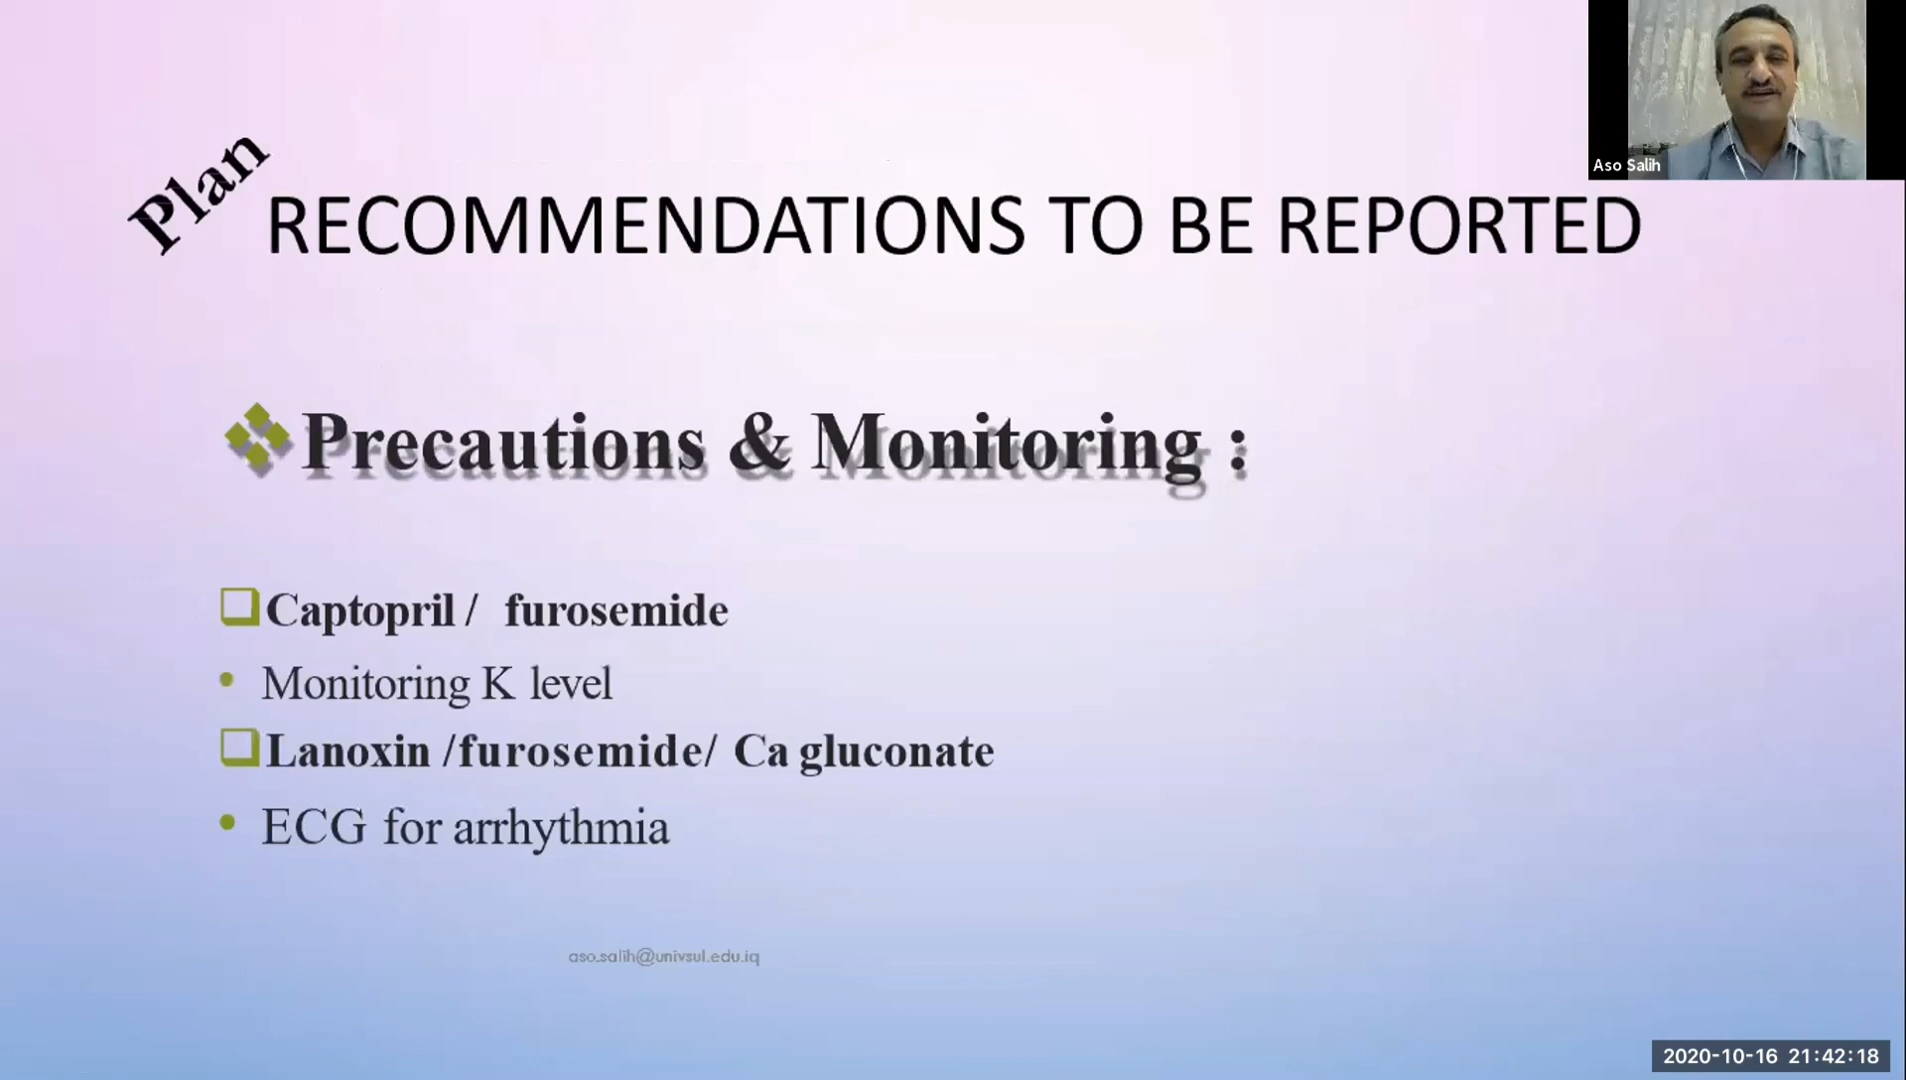 Aso Salih
Plan
RECOMMENDATIONS TO BE REPORTED
Precautions & Monitoring :
Captopril / furosemide
Monitoring K level
Lanoxin /furosemide/ Ca gluconate
ECG for arrhythmia
aso.salih@univsul.edu.iq
2020-10-16 21:42:18